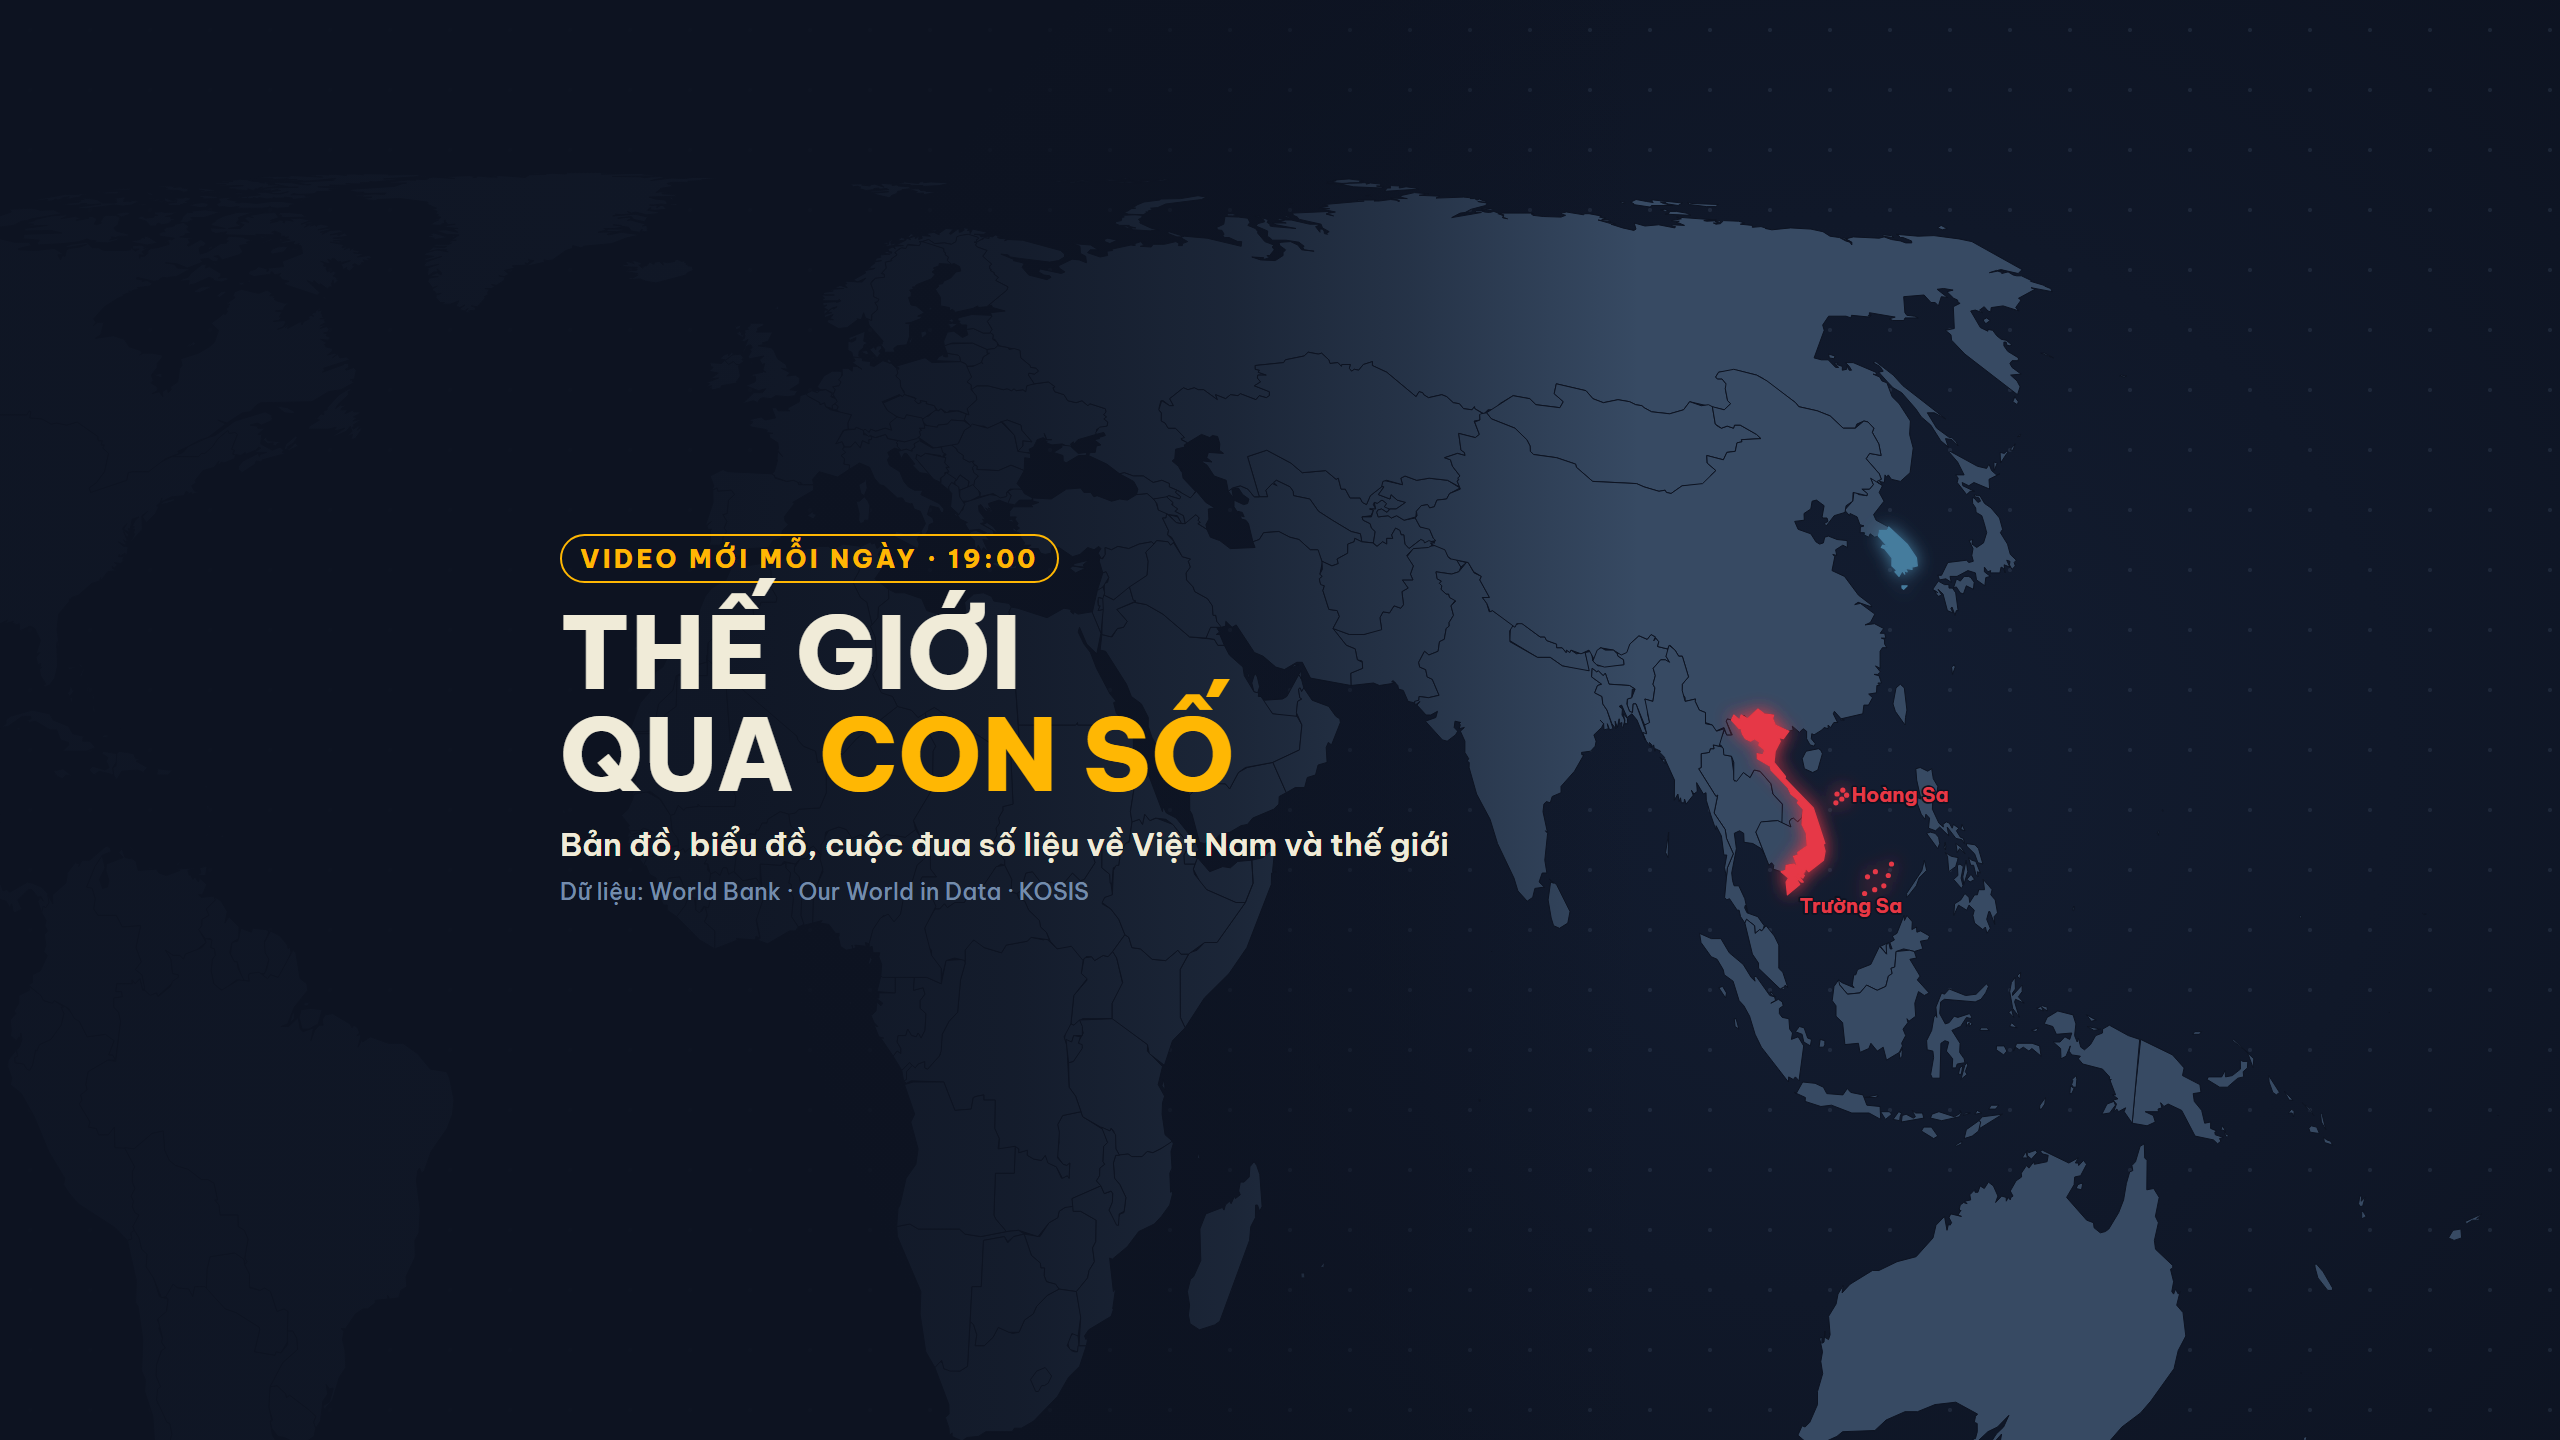 VIDEO MỚI MỖI NGÀY · 19:00
THẾ GIỚI
QUA CON SỐ
Bản đồ, biểu đồ, cuộc đua số liệu về Việt Nam và thế giới
Dữ liệu: World Bank · Our World in Data · KOSIS
Hoàng Sa
Trường Sa